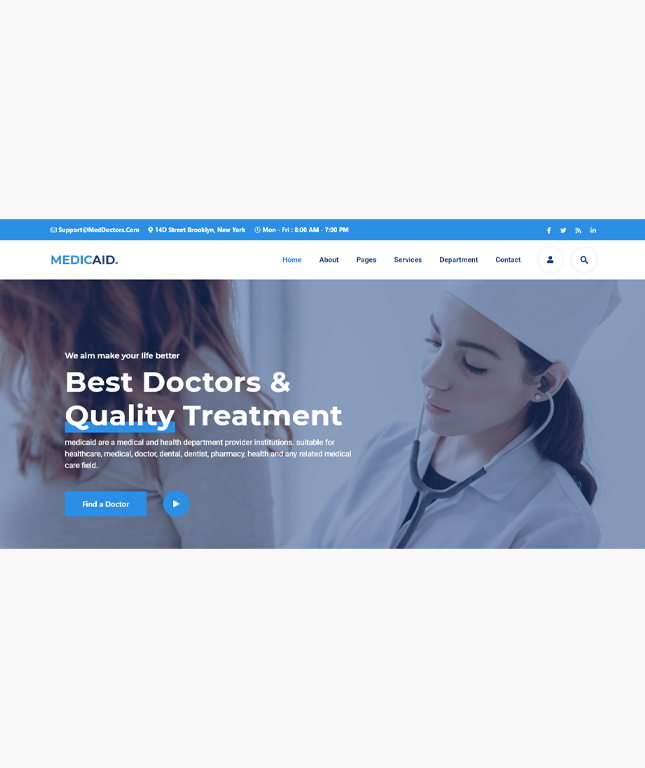 Support@MedDoctors.Com 14D Street Brooklyn, New York Mon - Fri : 8:00 AM - 7:00 PM
MEDICAID. Home About Pages Services Department Contact
We aim make your life better
Best Doctors &
Quality Treatment
medicaid are a medical and health department provider institutions. suitable for
healthcare, medical, doctor, dental, dentist, pharmacy, health and any related medical
care field.
Find a Doctor